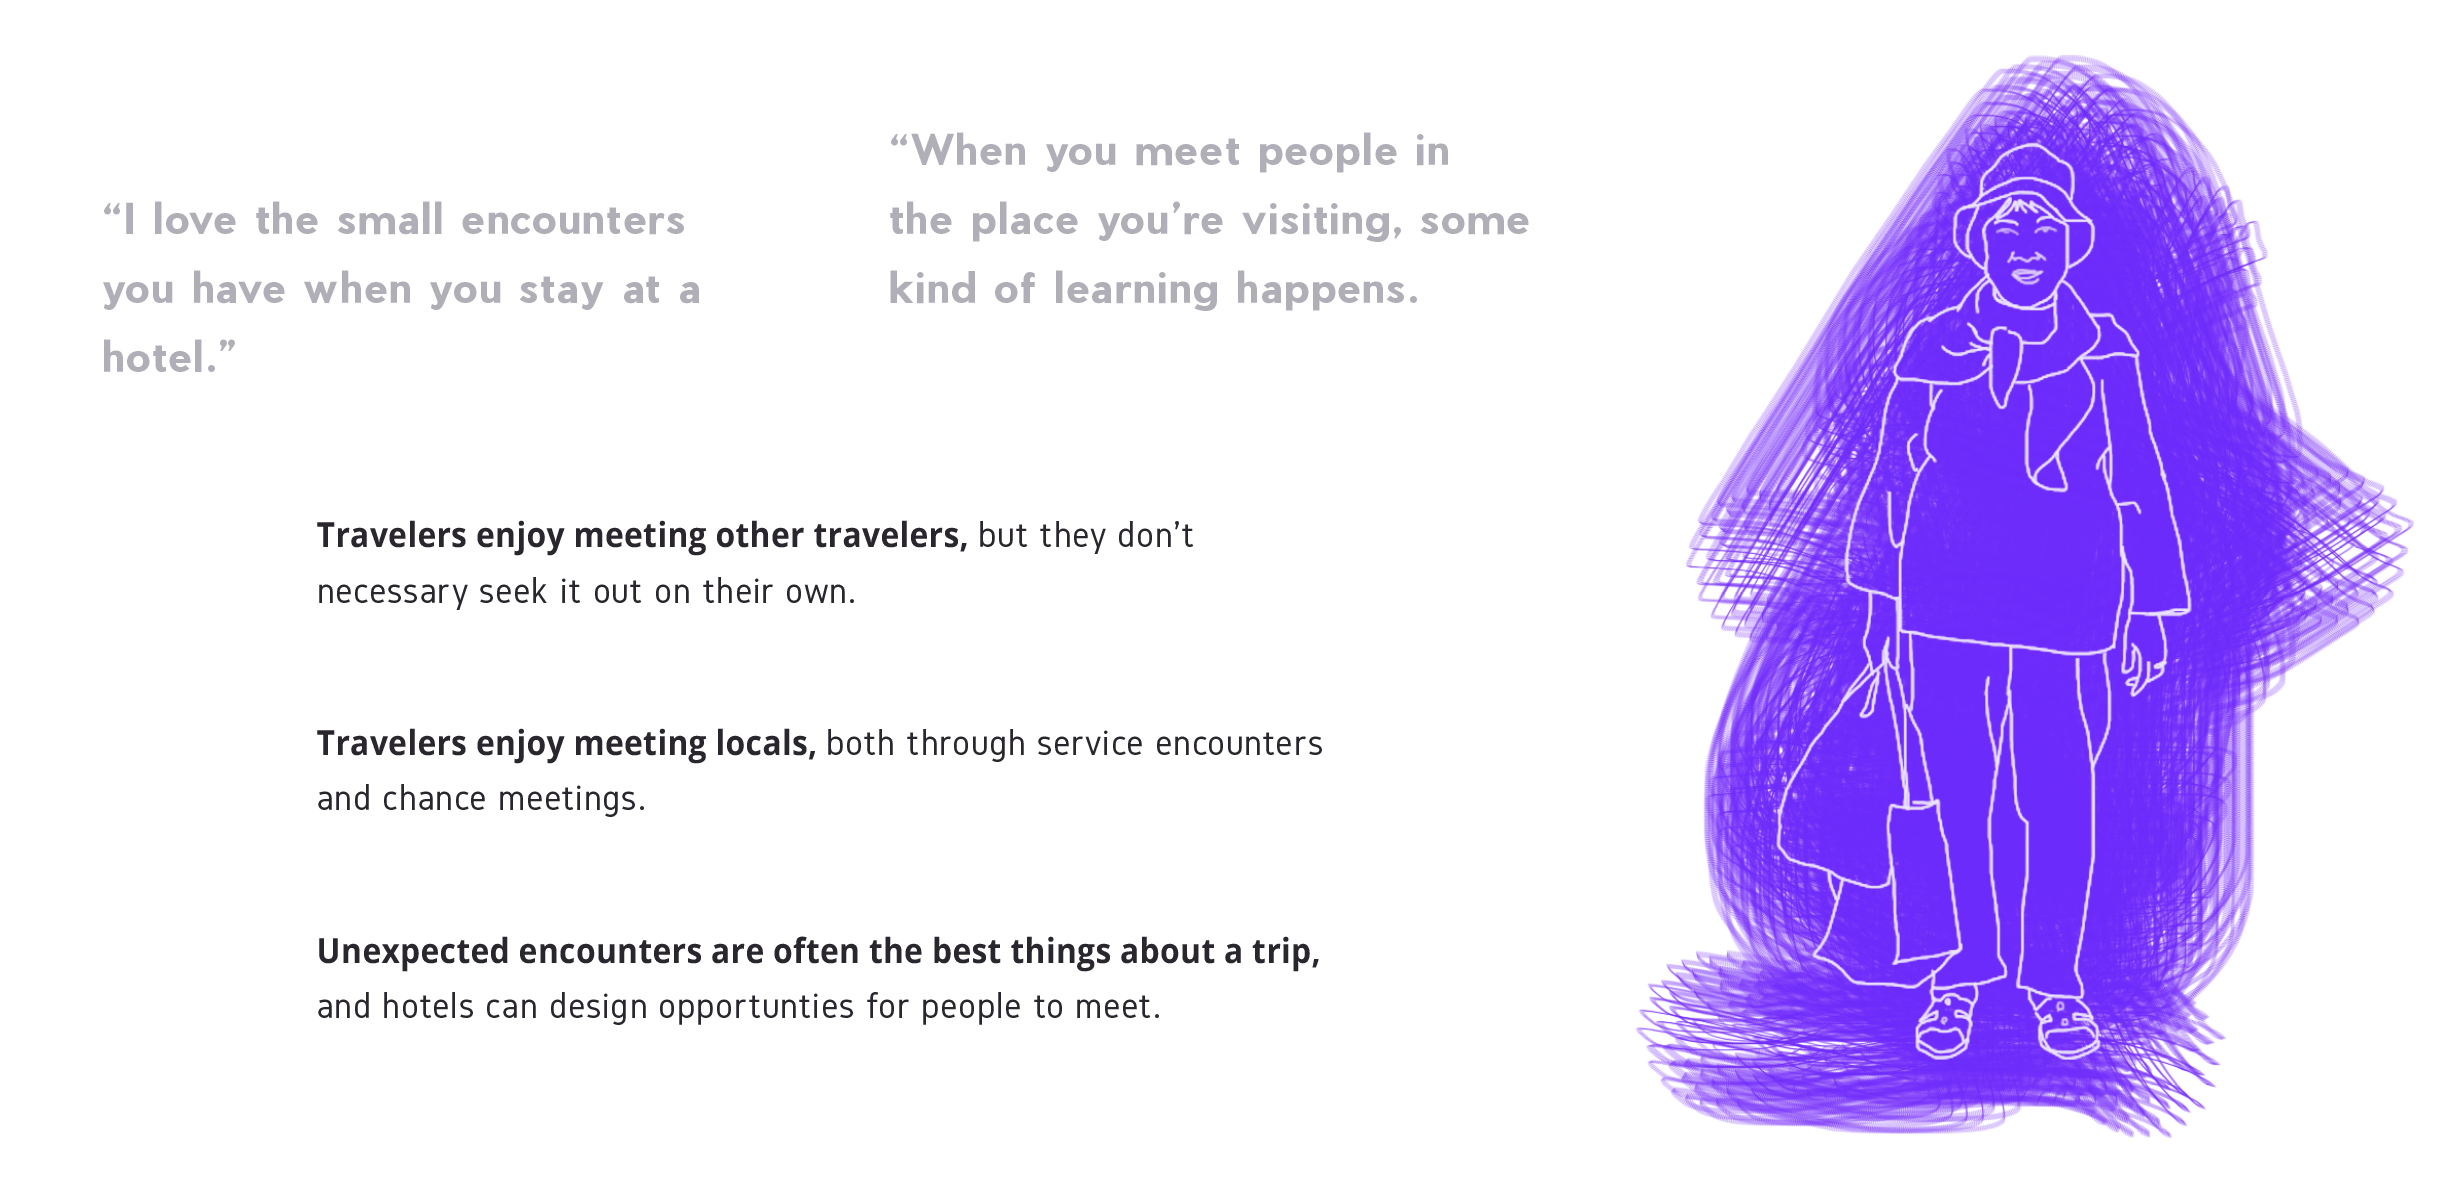 “I love the small encounters
you have when you stay at a
hotel.”
“When you meet people in
the place you’re visiting, some
kind of learning happens.
Travelers enjoy meeting other travelers, but they don’t
necessary seek it out on their own.
Travelers enjoy meeting locals, both through service encounters
and chance meetings.
Unexpected encounters are often the best things about a trip,
and hotels can design opportunties for people to meet.